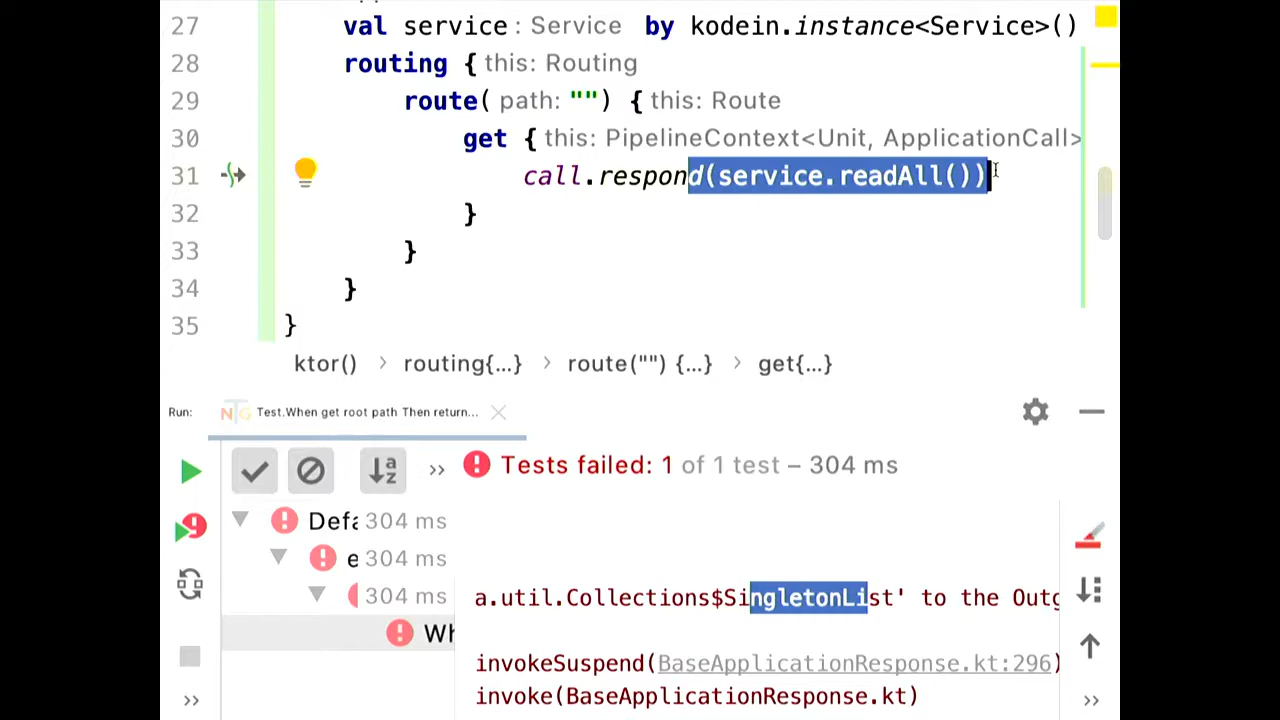 27 val service : Service by kodein.instance<Service>()
28 routing { this: Routing
29 route( path: "") { this: Route
30 get { this: PipelineContext<Unit, ApplicationCall>
31 call.respond(service.readAll())
32 }
33 }
34 }
35 }
ktor() > routing{...} > route("") {...} > get{...}
Run: Test.When get root path Then return...
>> Tests failed: 1 of 1 test – 304 ms
Defa 304 ms
e 304 ms
304 ms
a.util.Collections$SingletonList' to the Outg
Wh
invokeSuspend(BaseApplicationResponse.kt:296)
invoke(BaseApplicationResponse.kt)